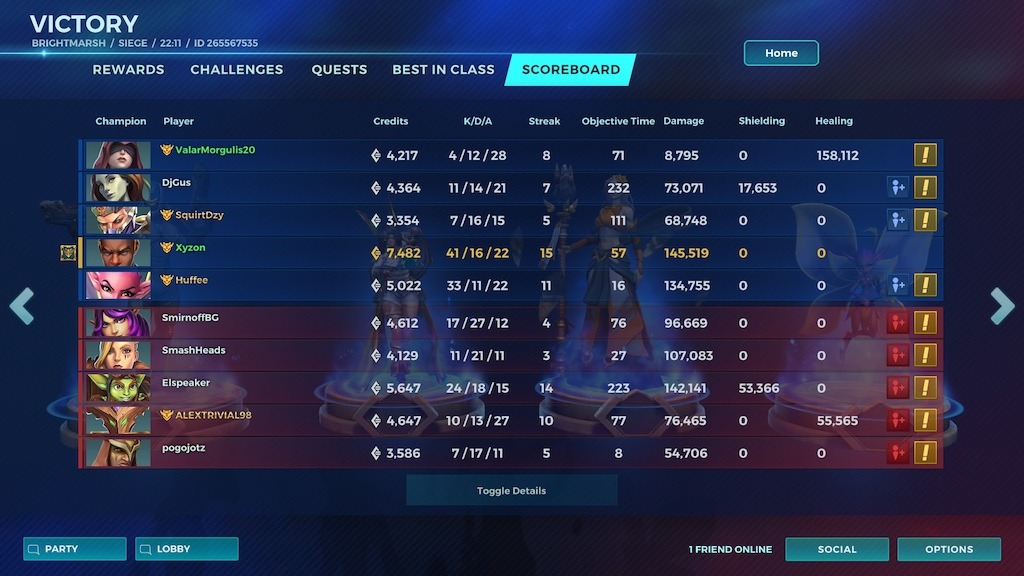 VICTORY
BRIGHTMARSH / SIEGE / 22:11 / ID 265567535
Home
REWARDS CHALLENGES QUESTS BEST IN CLASS SCOREBOARD
Champion Player Credits K/D/A Streak Objective Time Damage Shielding Healing
ValarMorgulis20 4,217 4 / 12 / 28 8 71 8,795 0 158,112
DjGus 4,364 11 / 14 / 21 7 232 73,071 17,653 0
SquirtDzy 3,354 7 / 16 / 15 5 111 68,748 0 0
Xyzon 7,482 41 / 16 / 22 15 57 145,519 0 0
Huffee 5,022 33 / 11 / 22 11 16 134,755 0 0
SmirnoffBG 4,612 17 / 27 / 12 4 76 96,669 0 0
SmashHeads 4,129 11 / 21 / 11 3 27 107,083 0 0
Elspeaker 5,647 24 / 18 / 15 14 223 142,141 53,366 0
ALEXTRIVIAL98 4,647 10 / 13 / 27 10 77 76,465 0 55,565
pogojotz 3,586 7 / 17 / 11 5 8 54,706 0 0
Toggle Details
PARTY LOBBY 1 FRIEND ONLINE SOCIAL OPTIONS